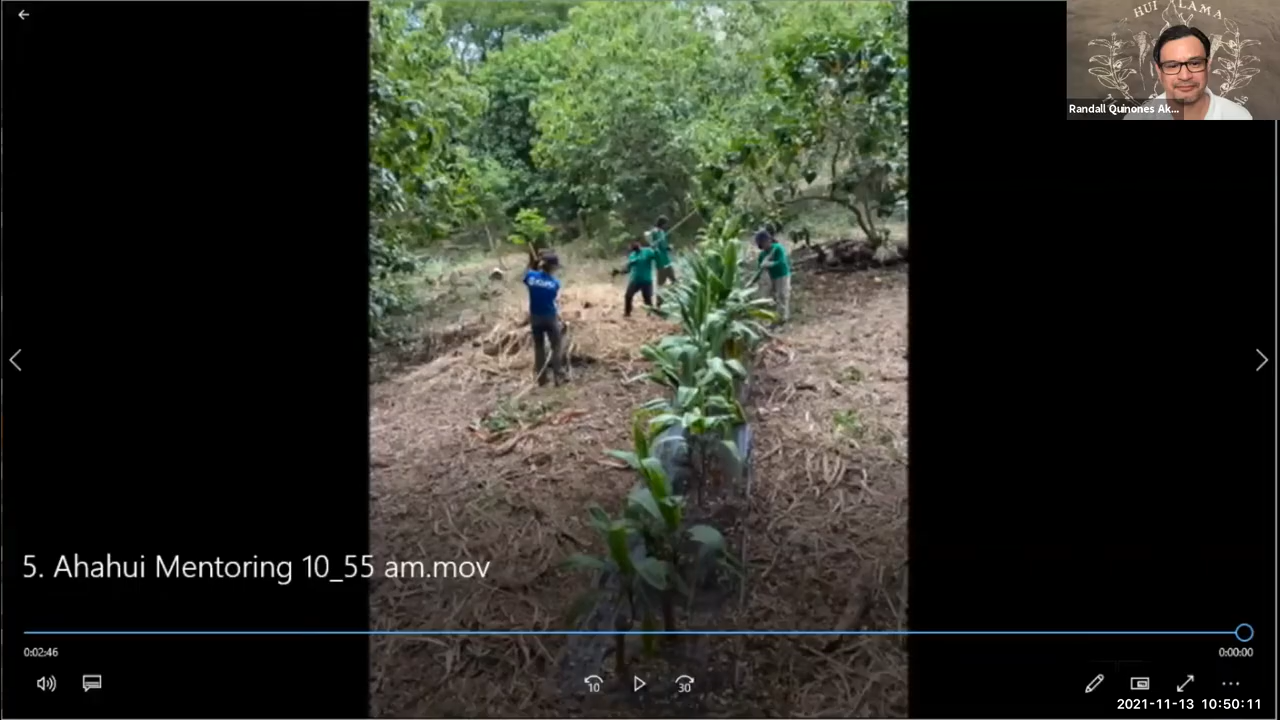 HUI LAMA
Randall Quinones Ak...
5. Ahahui Mentoring 10_55 am.mov
0:02:46
0:00:00
10
30
2021-11-13 10:50:11